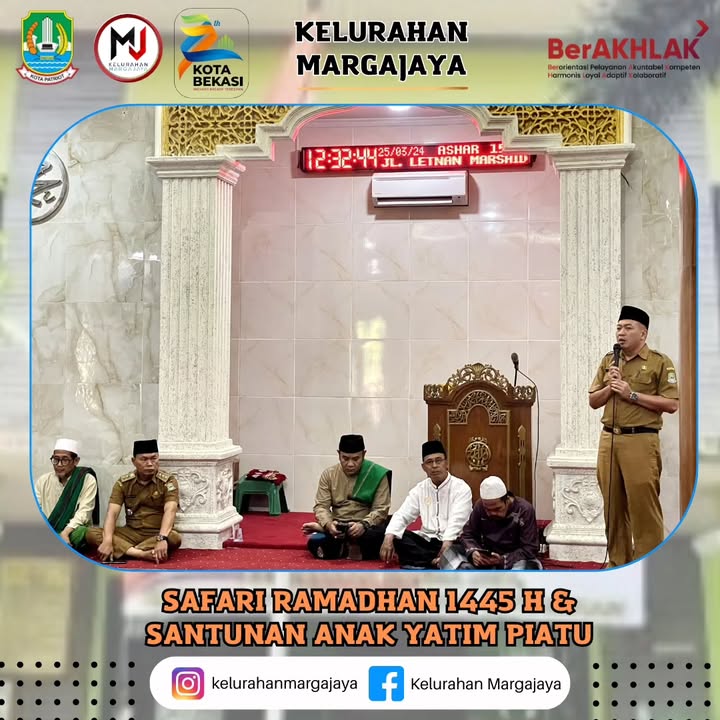 KOTA PATRIOT
MJ
KELURAHAN
MARGAJAYA
27th
KOTA
BEKASI
KELURAHAN
MARGAJAYA
BerAKHLAK
Berorientasi Pelayanan Akuntabel Kompeten
Harmonis Loyal Adaptif Kolaboratif
12:32:44 25/03/24 ASHAR 15
JL. LETNAN MARSHID
SAFARI RAMADHAN 1445 H &
SANTUNAN ANAK YATIM PIATU
kelurahanmargajaya
Kelurahan Margajaya